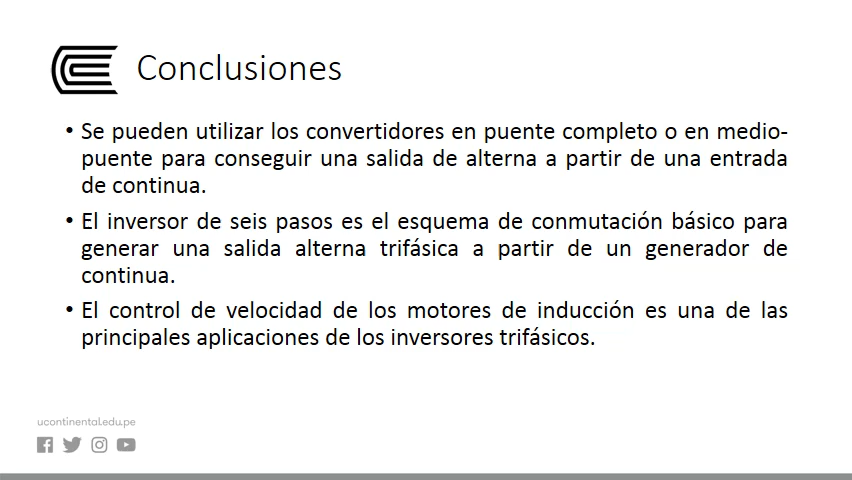 Conclusiones
• Se pueden utilizar los convertidores en puente completo o en medio-
puente para conseguir una salida de alterna a partir de una entrada
de continua.
• El inversor de seis pasos es el esquema de conmutación básico para
generar una salida alterna trifásica a partir de un generador de
continua.
• El control de velocidad de los motores de inducción es una de las
principales aplicaciones de los inversores trifásicos.
ucontinental.edu.pe